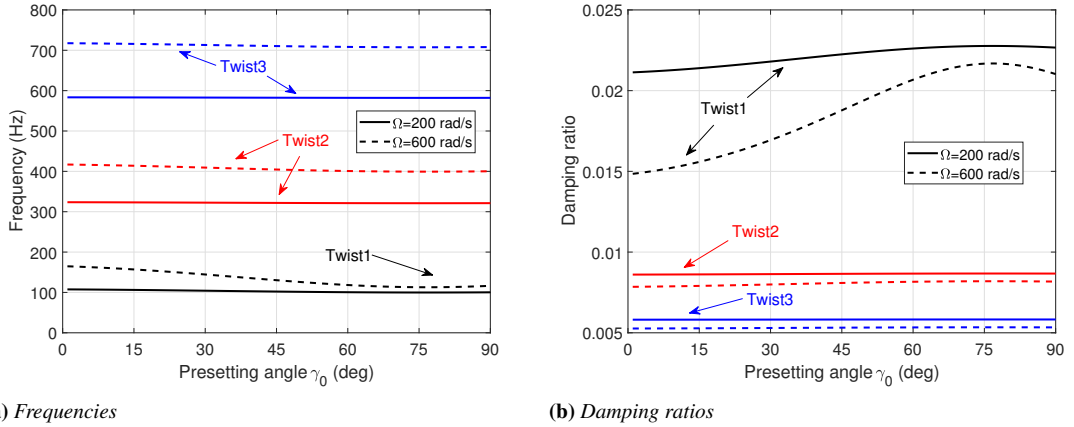 800
700
600
500
400
300
200
100
0
Frequency (Hz)
Twist3
Ω=200 rad/s
Ω=600 rad/s
Twist2
Twist1
0 15 30 45 60 75 90
Presetting angle γ0 (deg)
) Frequencies
0.025
0.02
0.015
0.01
0.005
Damping ratio
Twist1
Ω=200 rad/s
Ω=600 rad/s
Twist2
Twist3
0 15 30 45 60 75 90
Presetting angle γ0 (deg)
(b) Damping ratios